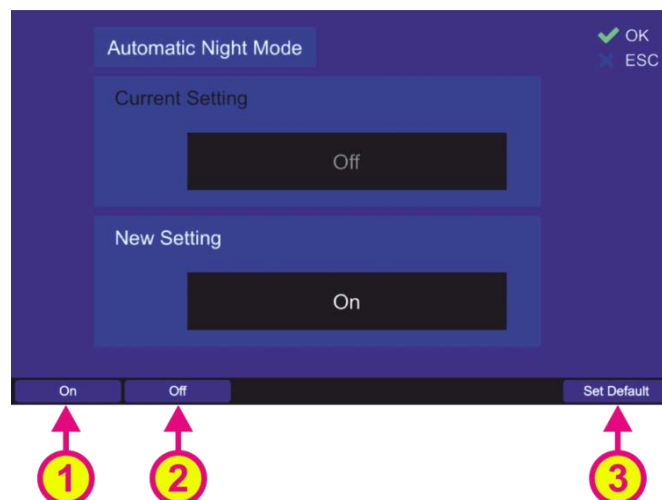 Automatic Night Mode
OK
ESC
Current Setting
Off
New Setting
On
On Off Set Default
1 2 3